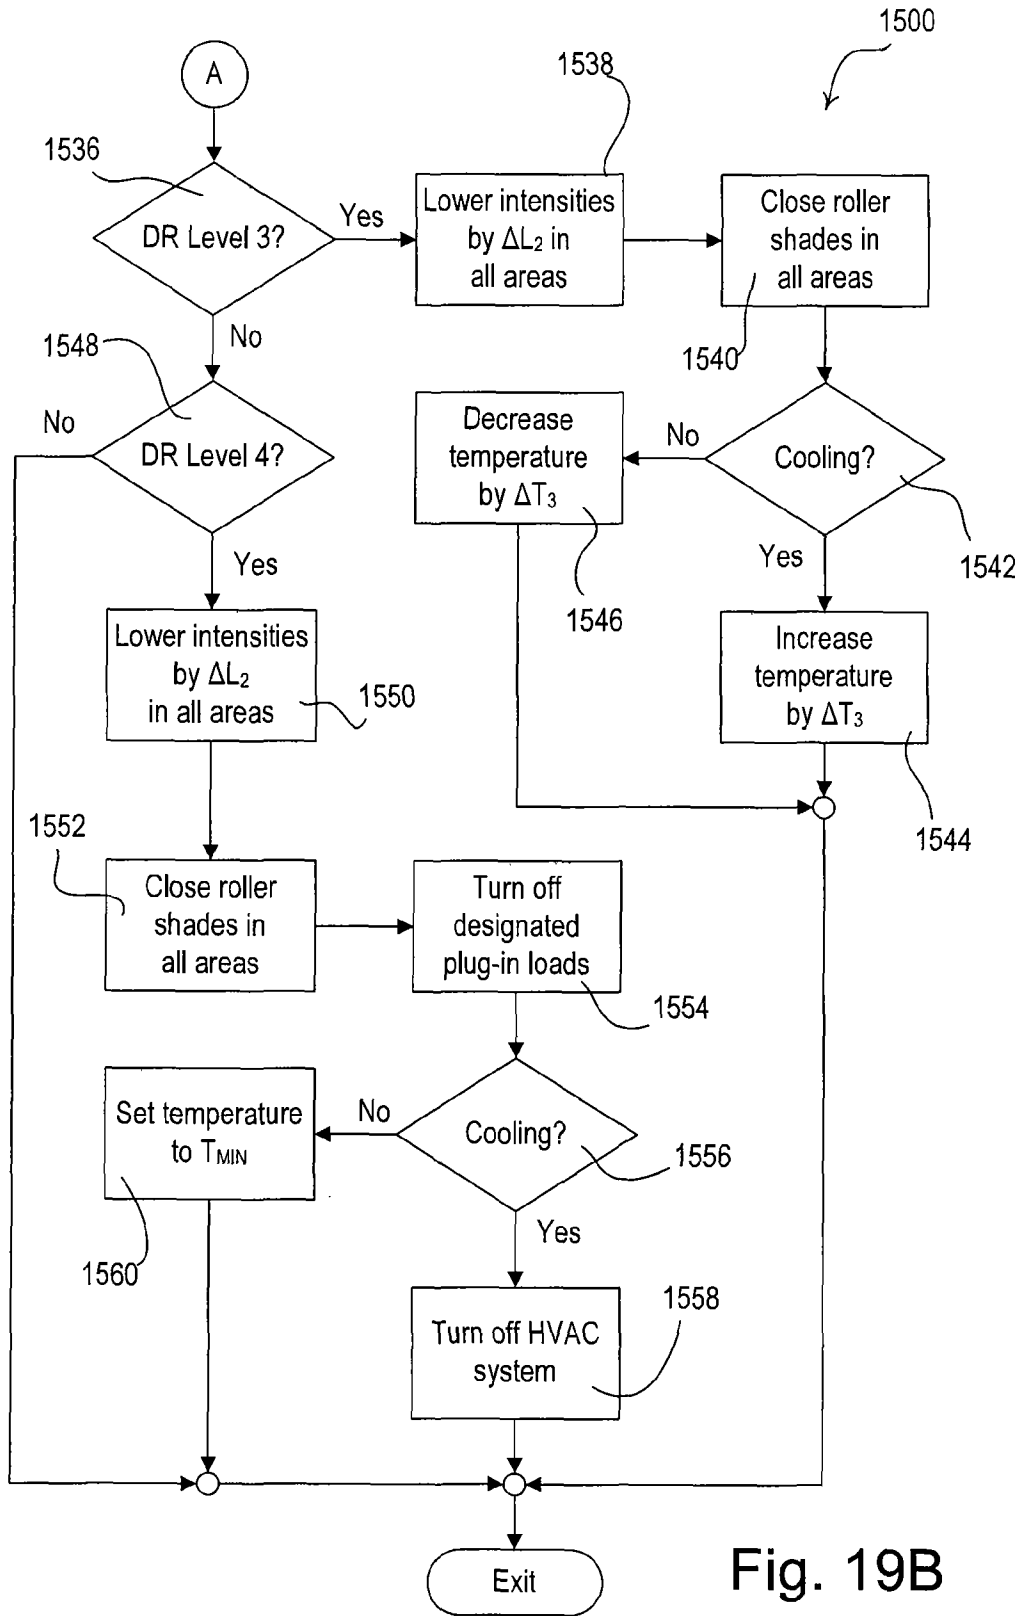 1500
A
1538
1536
DR Level 3?
Yes
Lower intensities
by ΔL2 in
all areas
Close roller
shades in
all areas
1540
No
1548
No
DR Level 4?
Decrease
temperature
by ΔT3
No
Cooling?
1542
Yes
Yes
1546
Lower intensities
by ΔL2
in all areas
1550
Increase
temperature
by ΔT3
1544
1552
Close roller
shades in
all areas
Turn off
designated
plug-in loads
1554
Set temperature
to TMIN
No
Cooling?
1556
Yes
1560
1558
Turn off HVAC
system
Exit
Fig. 19B